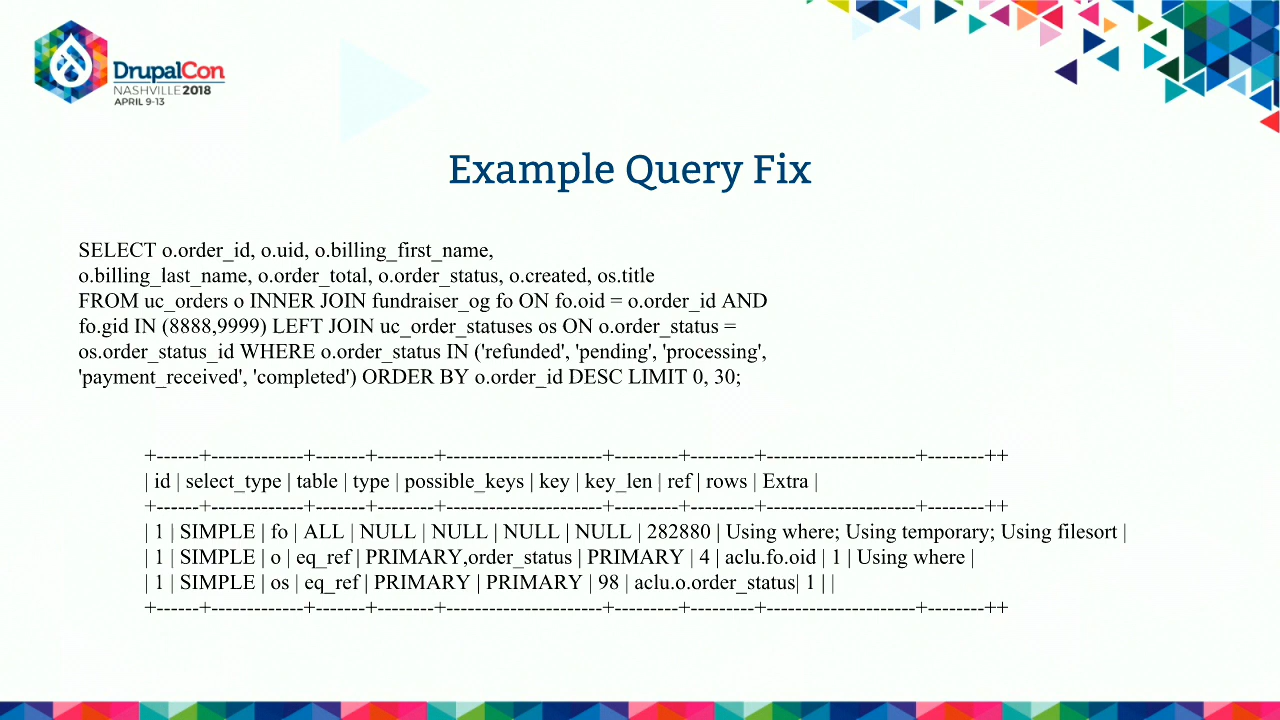 DrupalCon
NASHVILLE 2018
APRIL 9-13
Example Query Fix
SELECT o.order_id, o.uid, o.billing_first_name,
o.billing_last_name, o.order_total, o.order_status, o.created, os.title
FROM uc_orders o INNER JOIN fundraiser_og fo ON fo.oid = o.order_id AND
fo.gid IN (8888,9999) LEFT JOIN uc_order_statuses os ON o.order_status =
os.order_status_id WHERE o.order_status IN ('refunded', 'pending', 'processing',
'payment_received', 'completed') ORDER BY o.order_id DESC LIMIT 0, 30;
+------+-------------+-------+--------+----------------------+---------+---------+---------------------+--------++
| id | select_type | table | type | possible_keys | key | key_len | ref | rows | Extra |
+------+-------------+-------+--------+----------------------+---------+---------+---------------------+--------++
| 1 | SIMPLE | fo | ALL | NULL | NULL | NULL | NULL | 282880 | Using where; Using temporary; Using filesort |
| 1 | SIMPLE | o | eq_ref | PRIMARY,order_status | PRIMARY | 4 | aclu.fo.oid | 1 | Using where |
| 1 | SIMPLE | os | eq_ref | PRIMARY | PRIMARY | 98 | aclu.o.order_status| 1 | |
+------+-------------+-------+--------+----------------------+---------+---------+---------------------+--------++